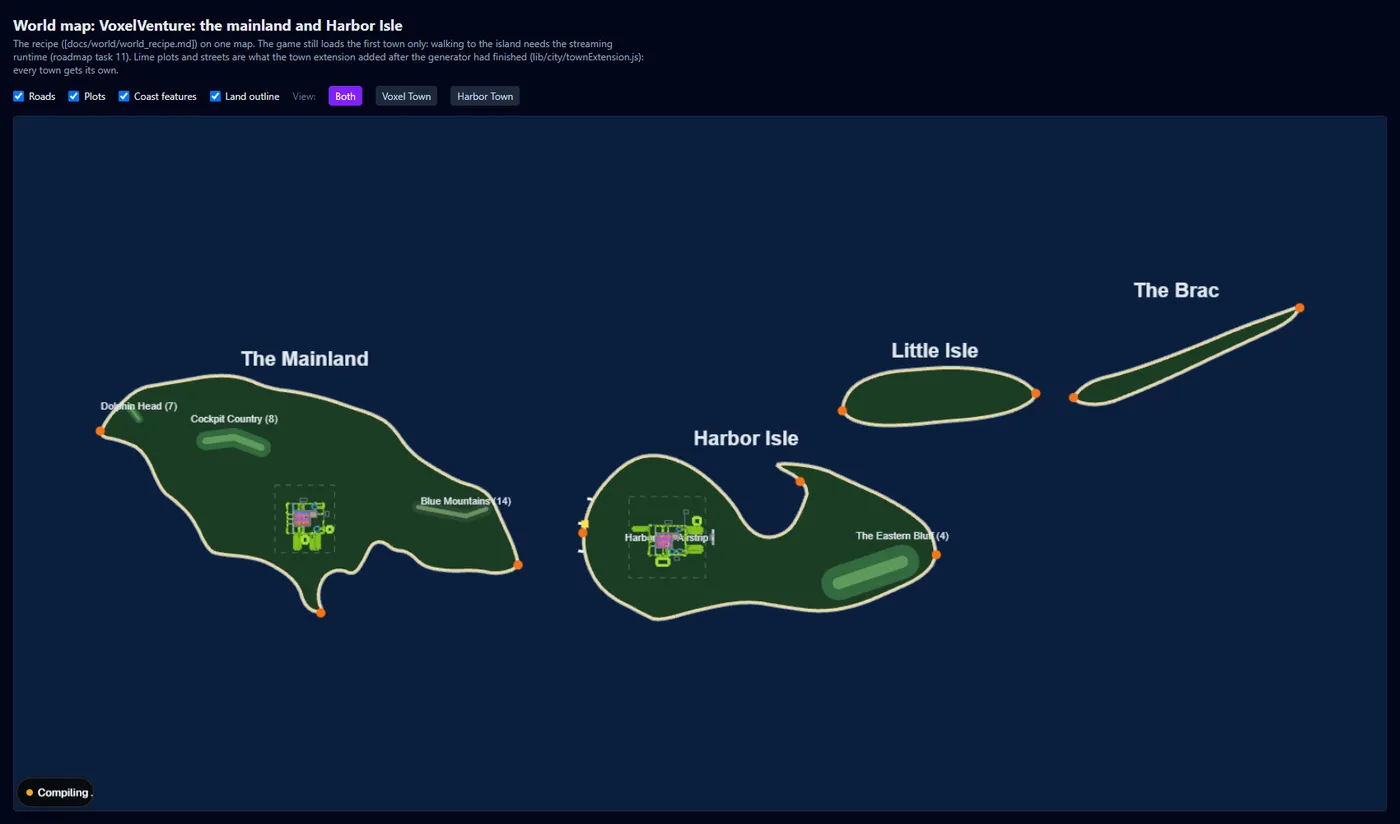 World map: VoxelVenture: the mainland and Harbor Isle
The recipe ([docs/world/world_recipe.md]) on one map. The game still loads the first town only: walking to the island needs the streaming
runtime (roadmap task 11). Lime plots and streets are what the town extension added after the generator had finished (lib/city/townExtension.js):
every town gets its own.
Roads Plots Coast features Land outline View: Both Voxel Town Harbor Town
The Brac
Little Isle
The Mainland
Dolphin Head (7)
Cockpit Country (8)
Harbor Isle
Blue Mountains (14)
The Eastern Bluff (4)
Airstrip
Compiling .